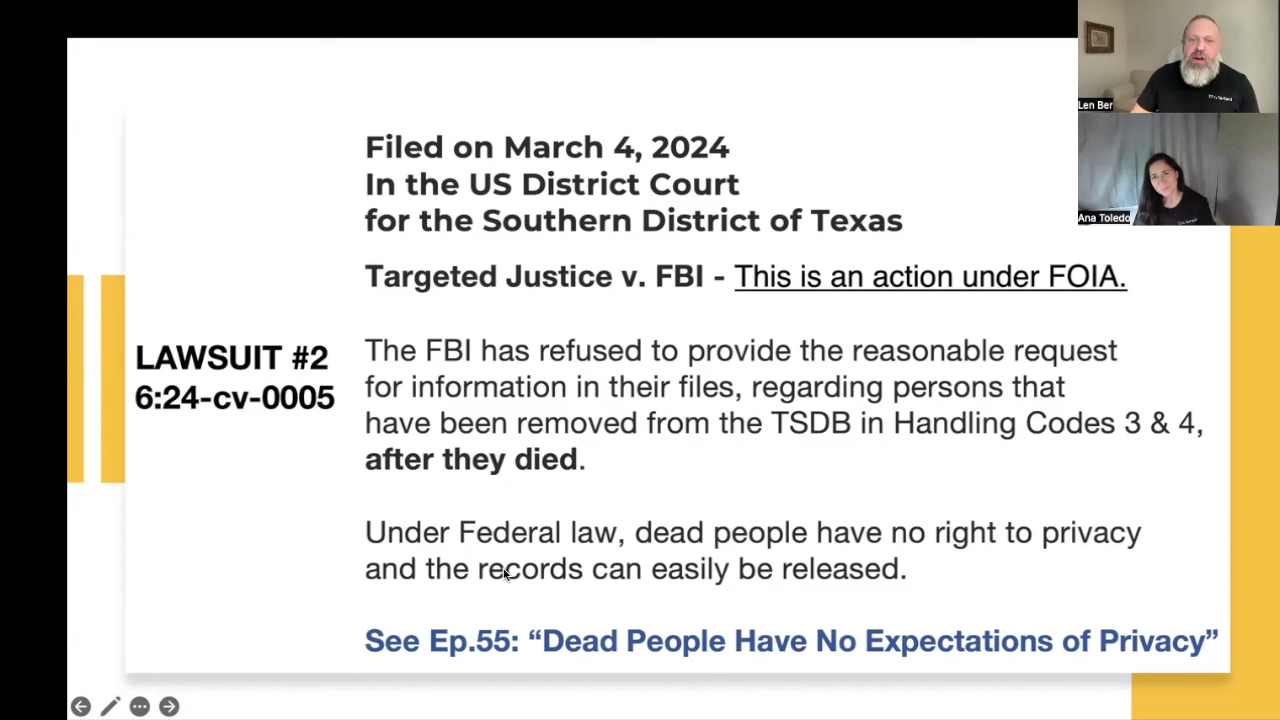 Filed on March 4, 2024
In the US District Court
for the Southern District of Texas
Targeted Justice v. FBI - This is an action under FOIA.
LAWSUIT #2
6:24-cv-0005
The FBI has refused to provide the reasonable request
for information in their files, regarding persons that
have been removed from the TSDB in Handling Codes 3 & 4,
after they died.
Under Federal law, dead people have no right to privacy
and the records can easily be released.
See Ep.55: “Dead People Have No Expectations of Privacy”
Len Ber
Ana Toledo